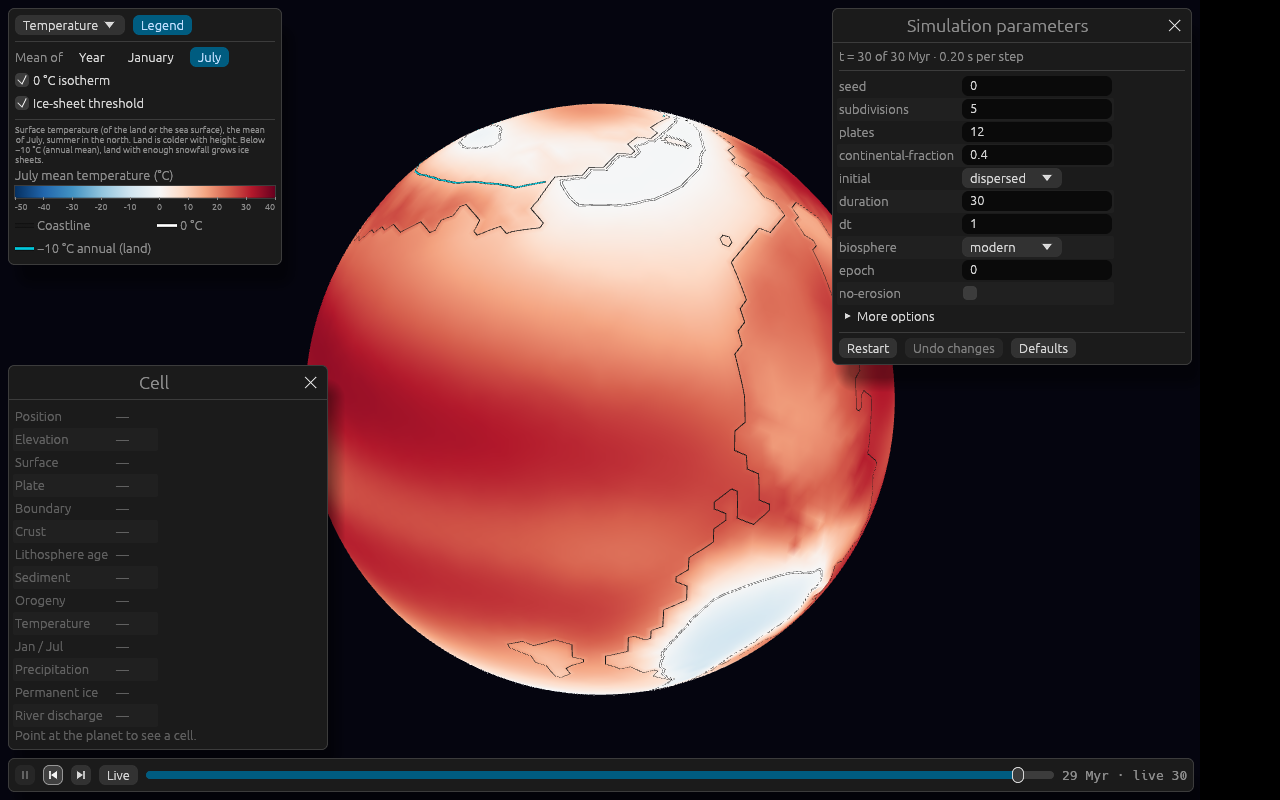 Temperature Legend
Mean of Year January July
0 °C isotherm
Ice-sheet threshold
Surface temperature (of the land or the sea surface), the mean
of July, summer in the north. Land is colder with height. Below
−10 °C (annual mean), land with enough snowfall grows ice
sheets.
July mean temperature (°C)
-50 -40 -30 -20 -10 0 10 20 30 40
Coastline 0 °C
−10 °C annual (land)
Simulation parameters
t = 30 of 30 Myr · 0.20 s per step
seed 0
subdivisions 5
plates 12
continental-fraction 0.4
initial dispersed
duration 30
dt 1
biosphere modern
epoch 0
no-erosion
More options
Restart Undo changes Defaults
Cell
Position —
Elevation —
Surface —
Plate —
Boundary —
Crust —
Lithosphere age —
Sediment —
Orogeny —
Temperature —
Jan / Jul —
Precipitation —
Permanent ice —
River discharge —
Point at the planet to see a cell.
Live 29 Myr · live 30